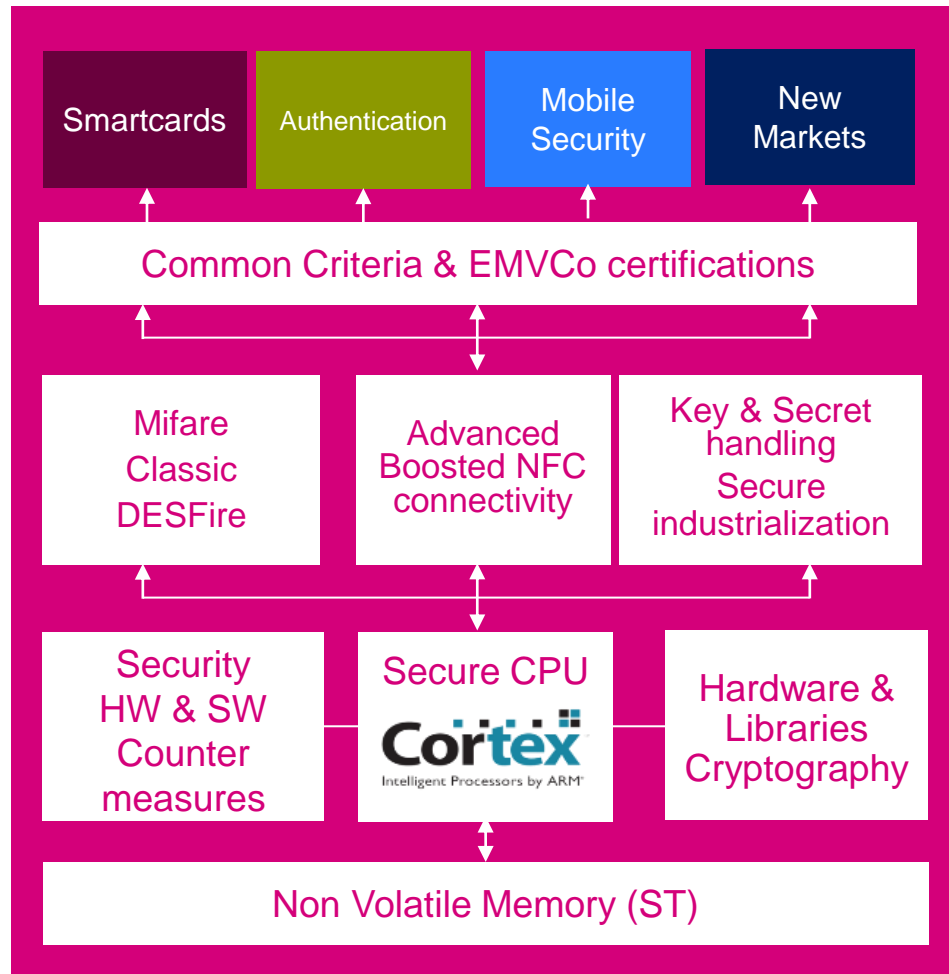 Smartcards
Authentication
Mobile
Security
New
Markets
Common Criteria & EMVCo certifications
Mifare
Classic
DESFire
Advanced
Boosted NFC
connectivity
Key & Secret
handling
Secure
industrialization
Security
HW & SW
Counter
measures
Secure CPU
Cortex
Intelligent Processors by ARM®
Hardware &
Libraries
Cryptography
Non Volatile Memory (ST)